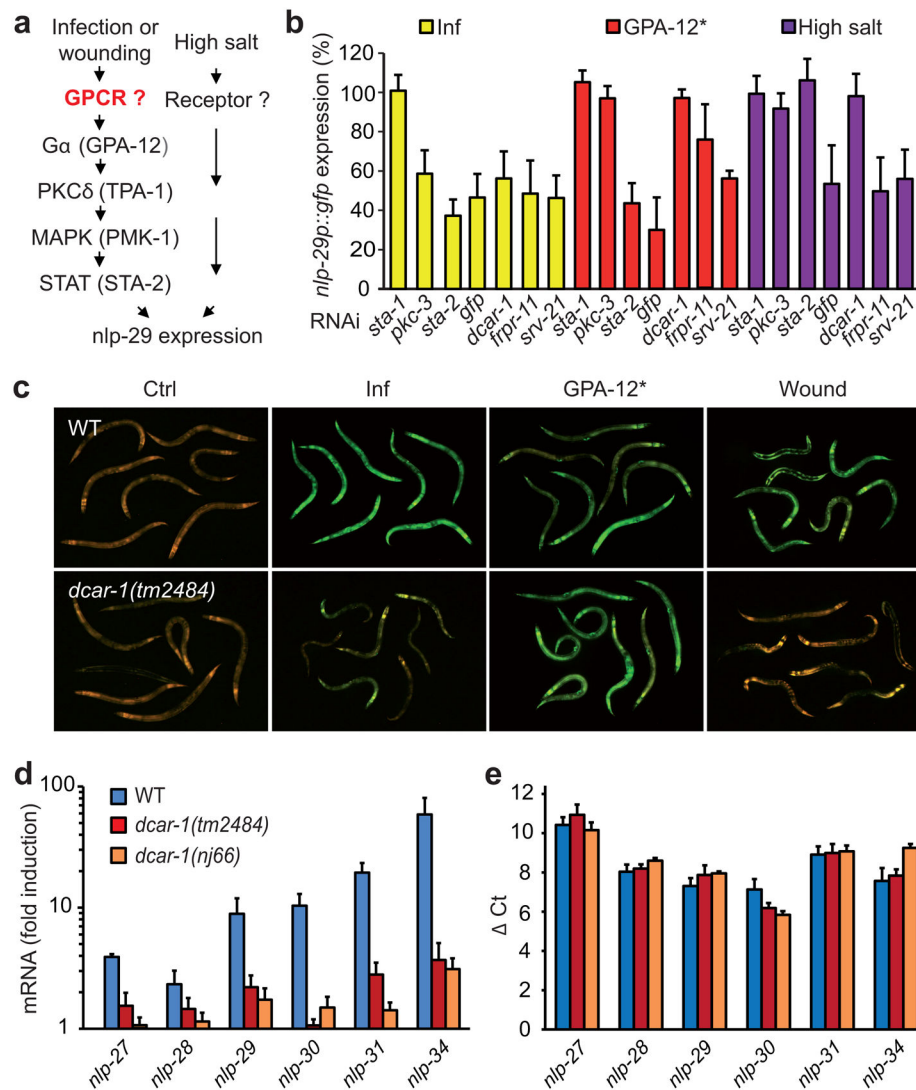 a
Infection or
wounding
High salt
GPCR ?
Receptor ?
Gα (GPA-12)
PKCδ (TPA-1)
MAPK (PMK-1)
STAT (STA-2)
nlp-29 expression
b
Inf
GPA-12*
High salt
nlp-29p::gfp expression (%)
120
100
80
60
40
20
0
RNAi
sta-1
pkc-3
sta-2
gfp
dcar-1
frpr-11
srv-21
sta-1
pkc-3
sta-2
gfp
dcar-1
frpr-11
srv-21
sta-1
pkc-3
sta-2
gfp
dcar-1
frpr-11
srv-21
c
Ctrl
Inf
GPA-12*
Wound
WT
dcar-1(tm2484)
d
mRNA (fold induction)
100
10
1
WT
dcar-1(tm2484)
dcar-1(nj66)
nlp-27
nlp-28
nlp-29
nlp-30
nlp-31
nlp-34
e
Δ Ct
12
10
8
6
4
2
0
nlp-27
nlp-28
nlp-29
nlp-30
nlp-31
nlp-34